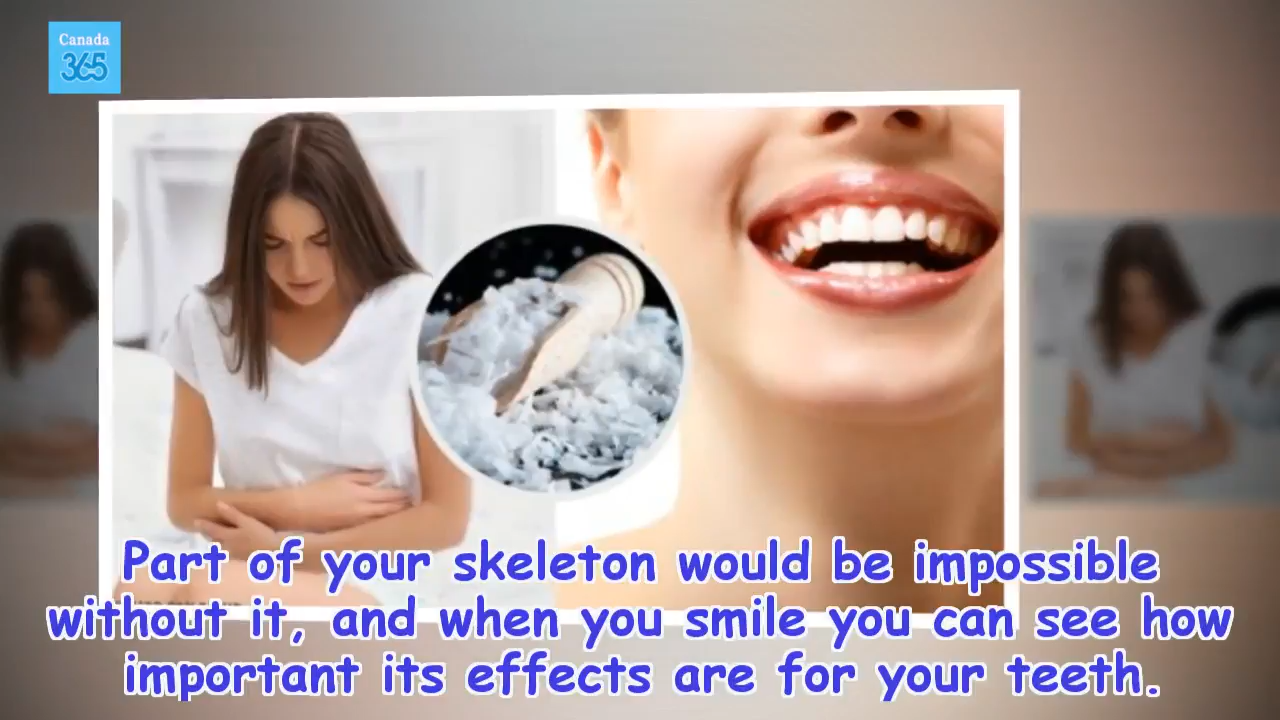 Canada
365
Part of your skeleton would be impossible
without it, and when you smile you can see how
important its effects are for your teeth.